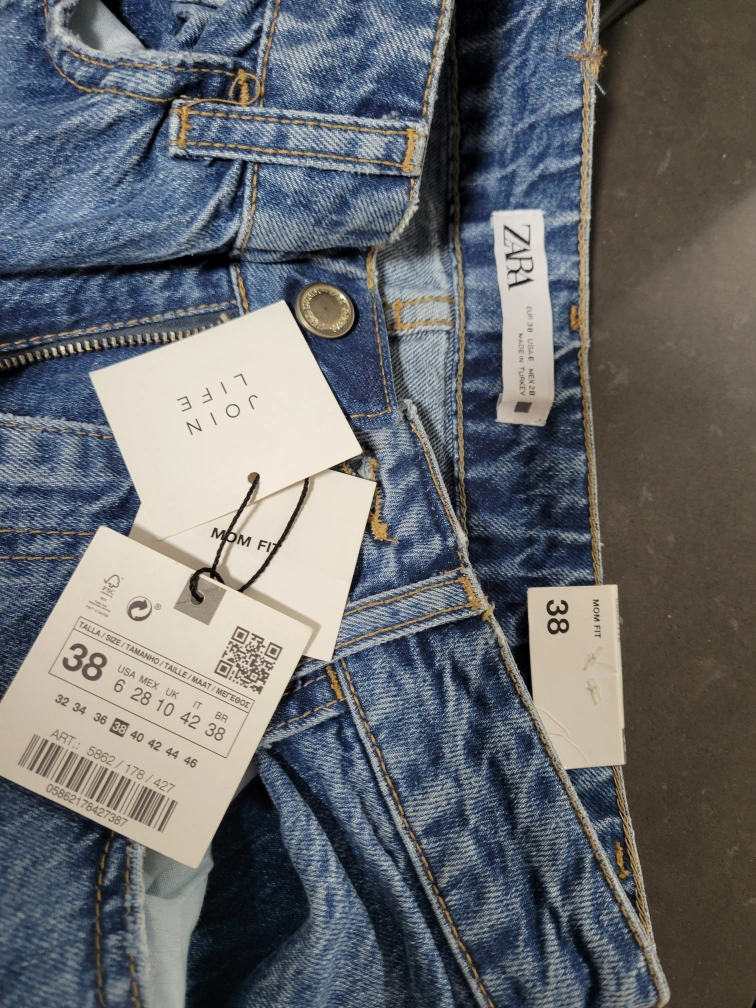 ZARA
EUR 38 USA 6 MEX 28
MADE IN TURKEY
JOIN
LIFE
MOM FIT
FSC
®
TALLA / SIZE / TAMANHO / TAILLE / MAAT / ΜΕΓΕΘΟΣ
38
USA MEX UK IT BR
6 28 10 42 38
32 34 36 38 40 42 44 46
ART.: 5862 / 178 / 427
05862178427387
MOM FIT
38